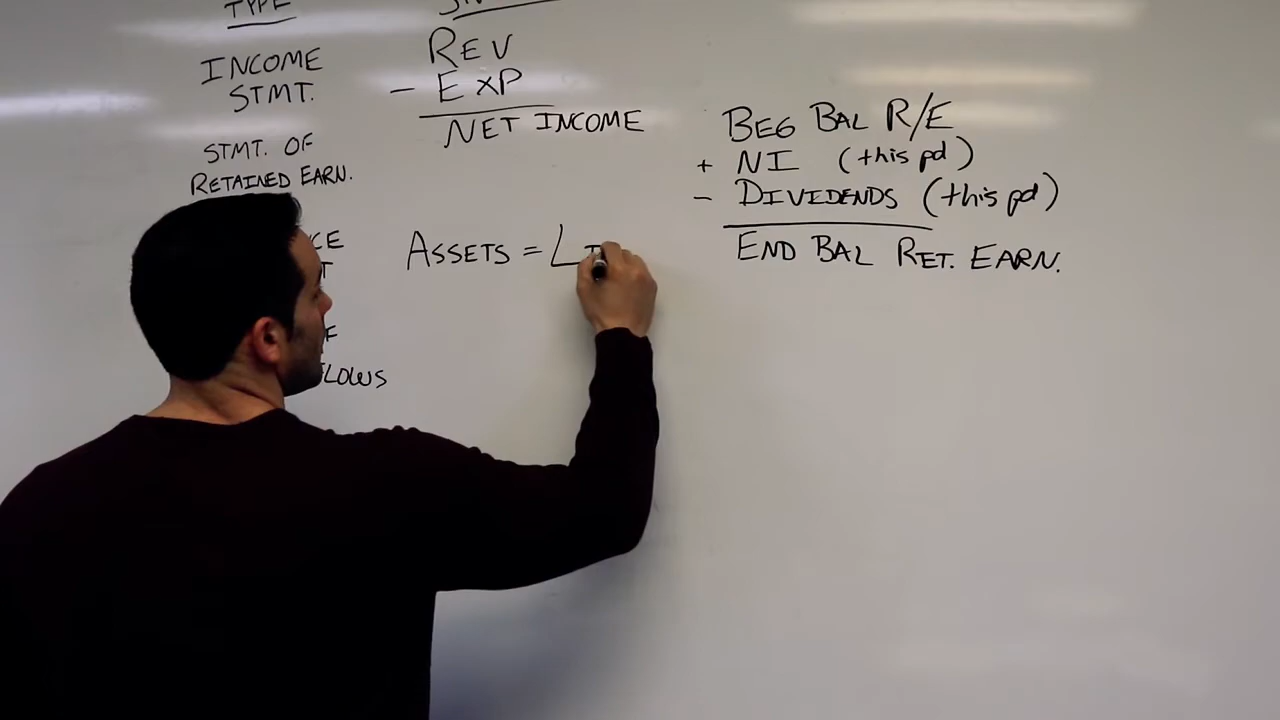 TYPE
INCOME
STMT.
STMT. OF
RETAINED EARN.
REV
- EXP
NET INCOME
ASSETS = L
BEG BAL R/E
+ NI (this pd)
- DIVIDENDS (this pd)
END BAL RET. EARN.